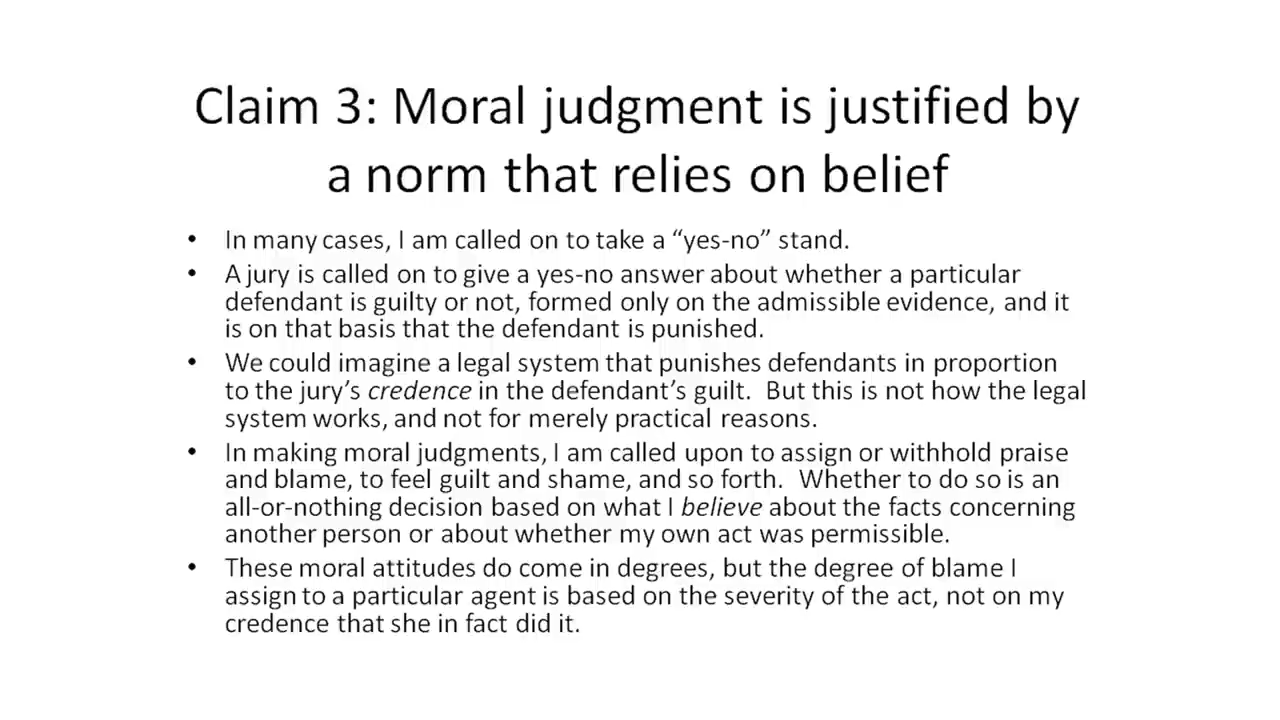 Claim 3: Moral judgment is justified by
a norm that relies on belief
• In many cases, I am called on to take a “yes-no” stand.
• A jury is called on to give a yes-no answer about whether a particular
defendant is guilty or not, formed only on the admissible evidence, and it
is on that basis that the defendant is punished.
• We could imagine a legal system that punishes defendants in proportion
to the jury’s credence in the defendant’s guilt.  But this is not how the legal
system works, and not for merely practical reasons.
• In making moral judgments, I am called upon to assign or withhold praise
and blame, to feel guilt and shame, and so forth.  Whether to do so is an
all-or-nothing decision based on what I believe about the facts concerning
another person or about whether my own act was permissible.
• These moral attitudes do come in degrees, but the degree of blame I
assign to a particular agent is based on the severity of the act, not on my
credence that she in fact did it.